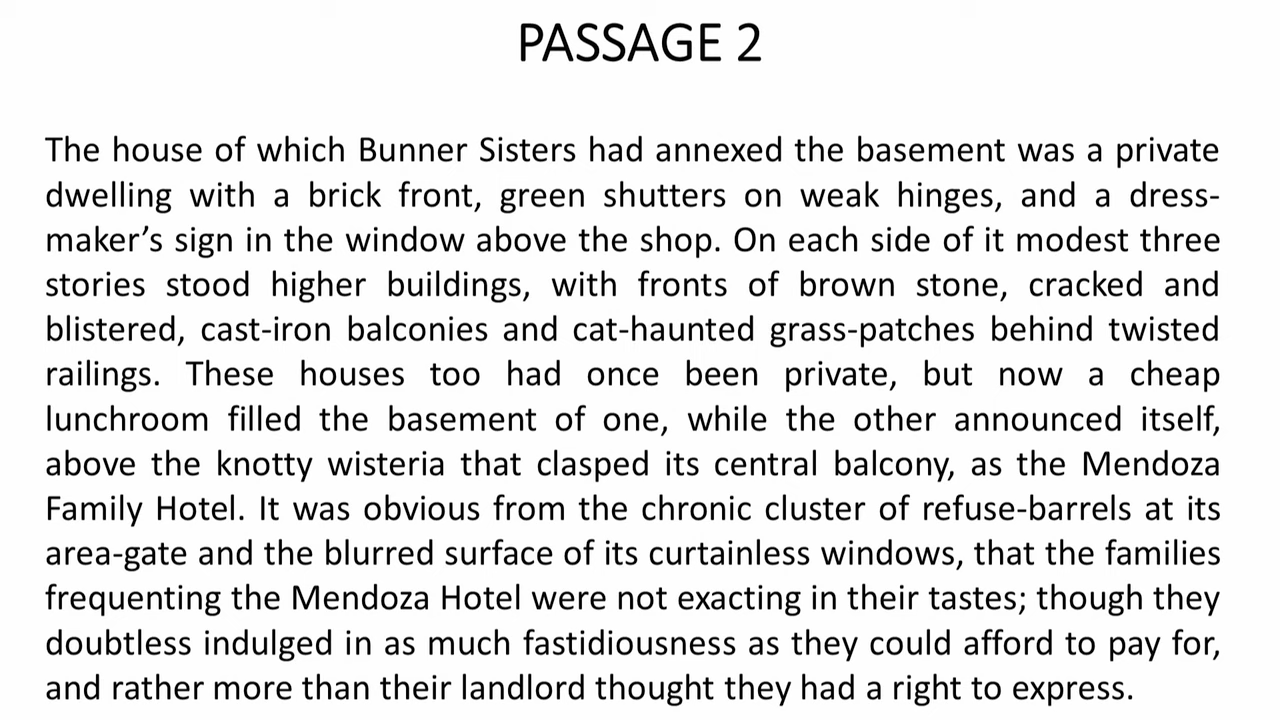 PASSAGE 2
The house of which Bunner Sisters had annexed the basement was a private
dwelling with a brick front, green shutters on weak hinges, and a dress-
maker’s sign in the window above the shop. On each side of it modest three
stories stood higher buildings, with fronts of brown stone, cracked and
blistered, cast-iron balconies and cat-haunted grass-patches behind twisted
railings. These houses too had once been private, but now a cheap
lunchroom filled the basement of one, while the other announced itself,
above the knotty wisteria that clasped its central balcony, as the Mendoza
Family Hotel. It was obvious from the chronic cluster of refuse-barrels at its
area-gate and the blurred surface of its curtainless windows, that the families
frequenting the Mendoza Hotel were not exacting in their tastes; though they
doubtless indulged in as much fastidiousness as they could afford to pay for,
and rather more than their landlord thought they had a right to express.